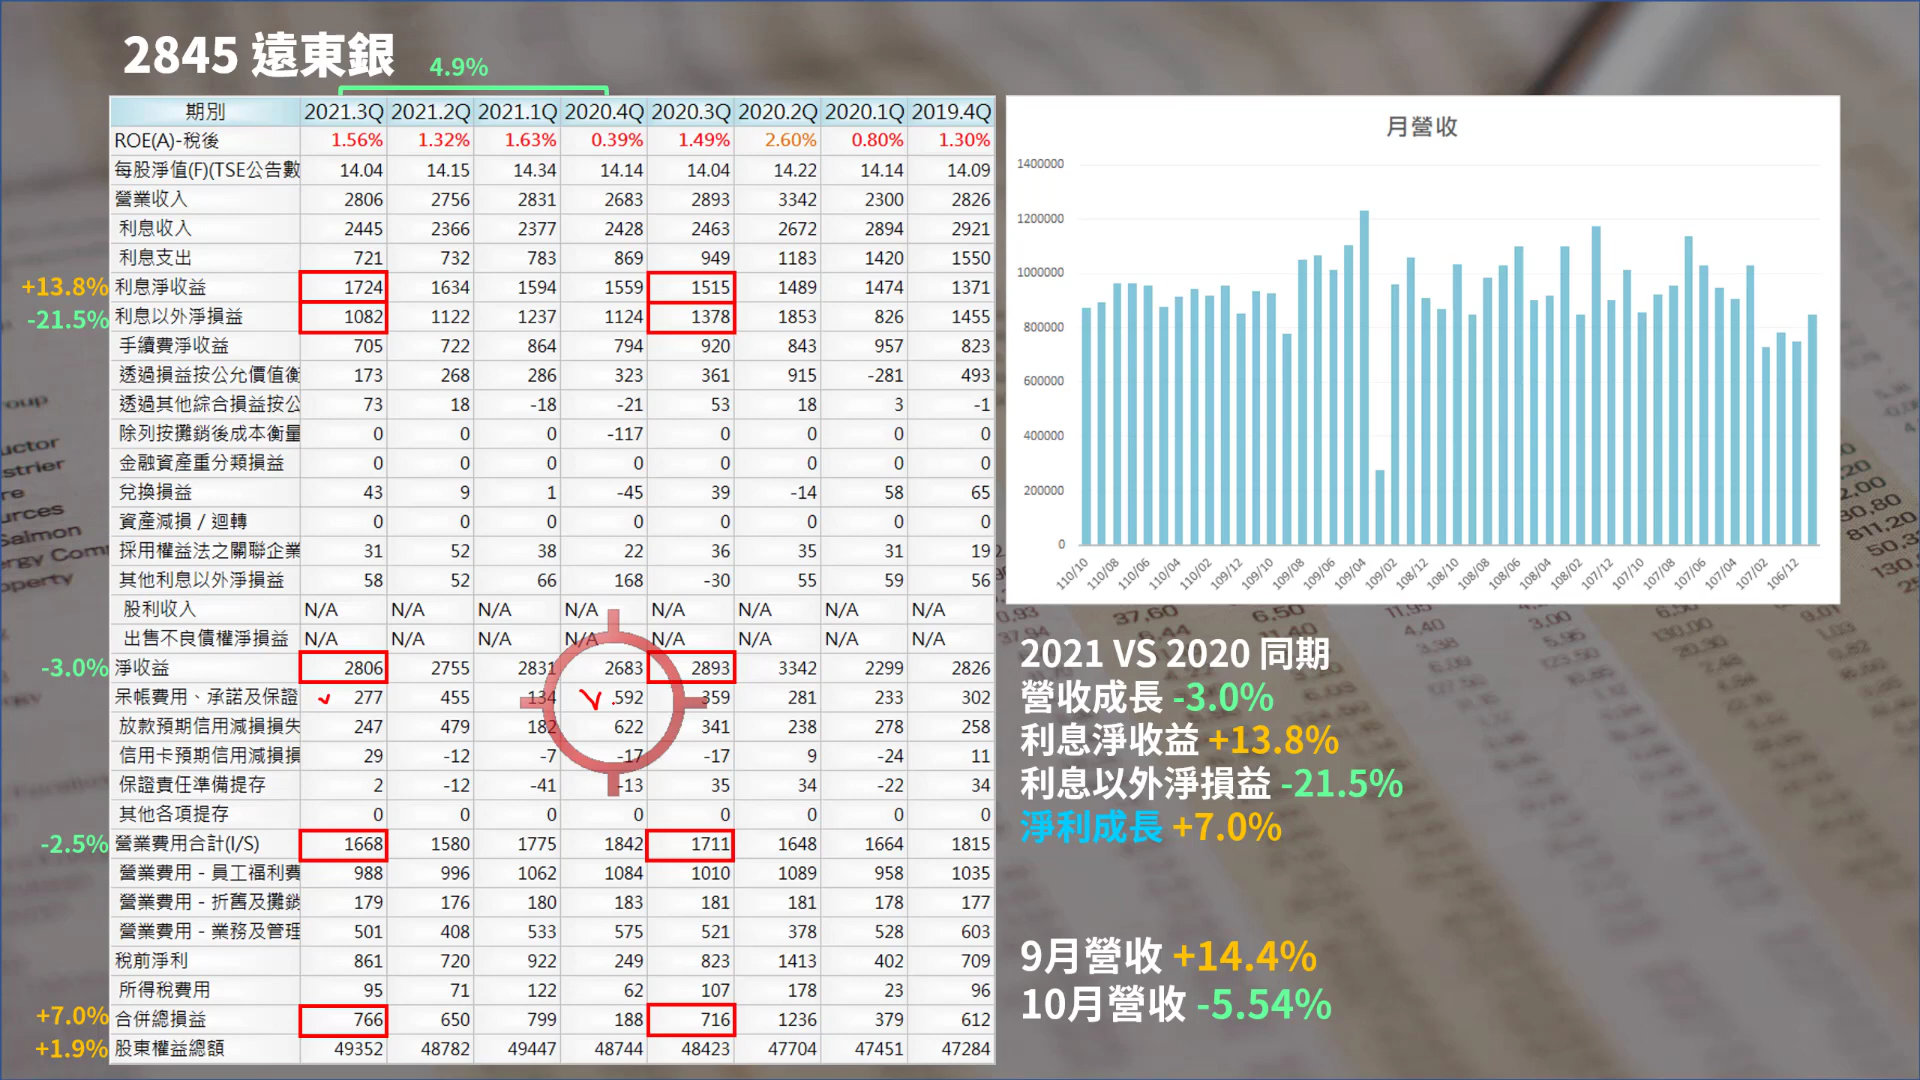 2845 遠東銀
4.9%
期別 2021.3Q 2021.2Q 2021.1Q 2020.4Q 2020.3Q 2020.2Q 2020.1Q 2019.4Q
ROE(A)-稅後 1.56% 1.32% 1.63% 0.39% 1.49% 2.60% 0.80% 1.30%
每股淨值(F)(TSE公告數 14.04 14.15 14.34 14.14 14.04 14.22 14.14 14.09
營業收入 2806 2756 2831 2683 2893 3342 2300 2826
利息收入 2445 2366 2377 2428 2463 2672 2894 2921
利息支出 721 732 783 869 949 1183 1420 1550
+13.8% 利息淨收益 1724 1634 1594 1559 1515 1489 1474 1371
-21.5% 利息以外淨損益 1082 1122 1237 1124 1378 1853 826 1455
手續費淨收益 705 722 864 794 920 843 957 823
透過損益按公允價值衡 173 268 286 323 361 915 -281 493
透過其他綜合損益按公 73 18 -18 -21 53 18 3 -1
除列按攤銷後成本衡量 0 0 0 -117 0 0 0 0
金融資產重分類損益 0 0 0 0 0 0 0 0
兌換損益 43 9 1 -45 39 -14 58 65
資產減損 / 迴轉 0 0 0 0 0 0 0 0
採用權益法之關聯企業 31 52 38 22 36 35 31 19
其他利息以外淨損益 58 52 66 168 -30 55 59 56
股利收入 N/A N/A N/A N/A N/A N/A N/A N/A
出售不良債權淨損益 N/A N/A N/A N/A N/A N/A N/A N/A
-3.0% 淨收益 2806 2755 2831 2683 2893 3342 2299 2826
呆帳費用、承諾及保證 277 455 134 592 359 281 233 302
放款預期信用減損損失 247 479 182 622 341 238 278 258
信用卡預期信用減損損 29 -12 -7 -17 -17 9 -24 11
保證責任準備提存 2 -12 -41 -13 35 34 -22 34
其他各項提存 0 0 0 0 0 0 0 0
-2.5% 營業費用合計(I/S) 1668 1580 1775 1842 1711 1648 1664 1815
營業費用 - 員工福利費 988 996 1062 1084 1010 1089 958 1035
營業費用 - 折舊及攤銷 179 176 180 183 181 181 178 177
營業費用 - 業務及管理 501 408 533 575 521 378 528 603
稅前淨利 861 720 922 249 823 1413 402 709
所得稅費用 95 71 122 62 107 178 23 96
+7.0% 合併總損益 766 650 799 188 716 1236 379 612
+1.9% 股東權益總額 49352 48782 49447 48744 48423 47704 47451 47284
月營收
1400000
1200000
1000000
800000
600000
400000
200000
0
110/10 110/08 110/06 110/04 110/02 109/12 109/10 109/08 109/06 109/04 109/02 108/12 108/10 108/08 108/06 108/04 108/02 107/12 107/10 107/08 107/06 107/04 107/02 106/12
2021 VS 2020 同期
營收成長 -3.0%
利息淨收益 +13.8%
利息以外淨損益 -21.5%
淨利成長 +7.0%
9月營收 +14.4%
10月營收 -5.54%